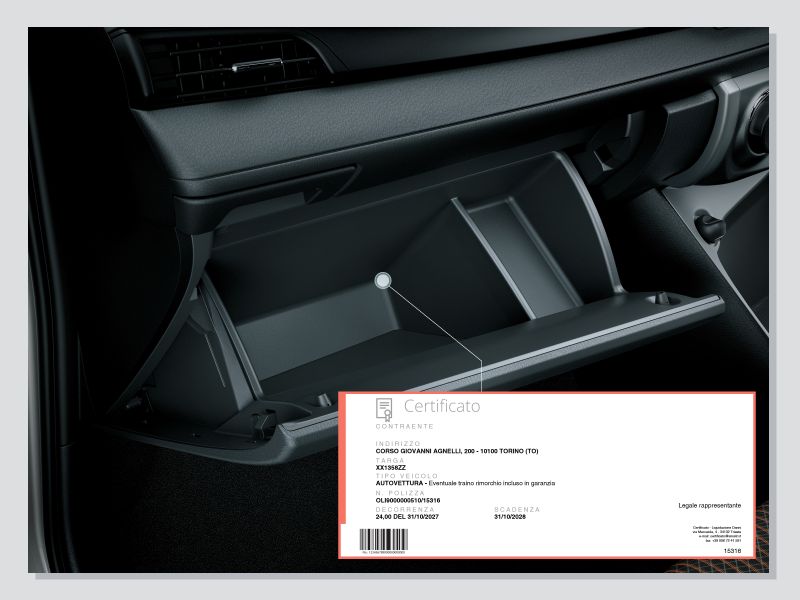 Certificato
CONTRAENTE
INDIRIZZO
CORSO GIOVANNI AGNELLI, 200 - 10100 TORINO (TO)
TARGA
XX1358ZZ
TIPO VEICOLO
AUTOVETTURA - Eventuale traino rimorchio incluso in garanzia
N. POLIZZA
OLI9000000510/15316
DECORRENZA SCADENZA
24,00 DEL 31/10/2027 31/10/2028
Legale rappresentante
15316